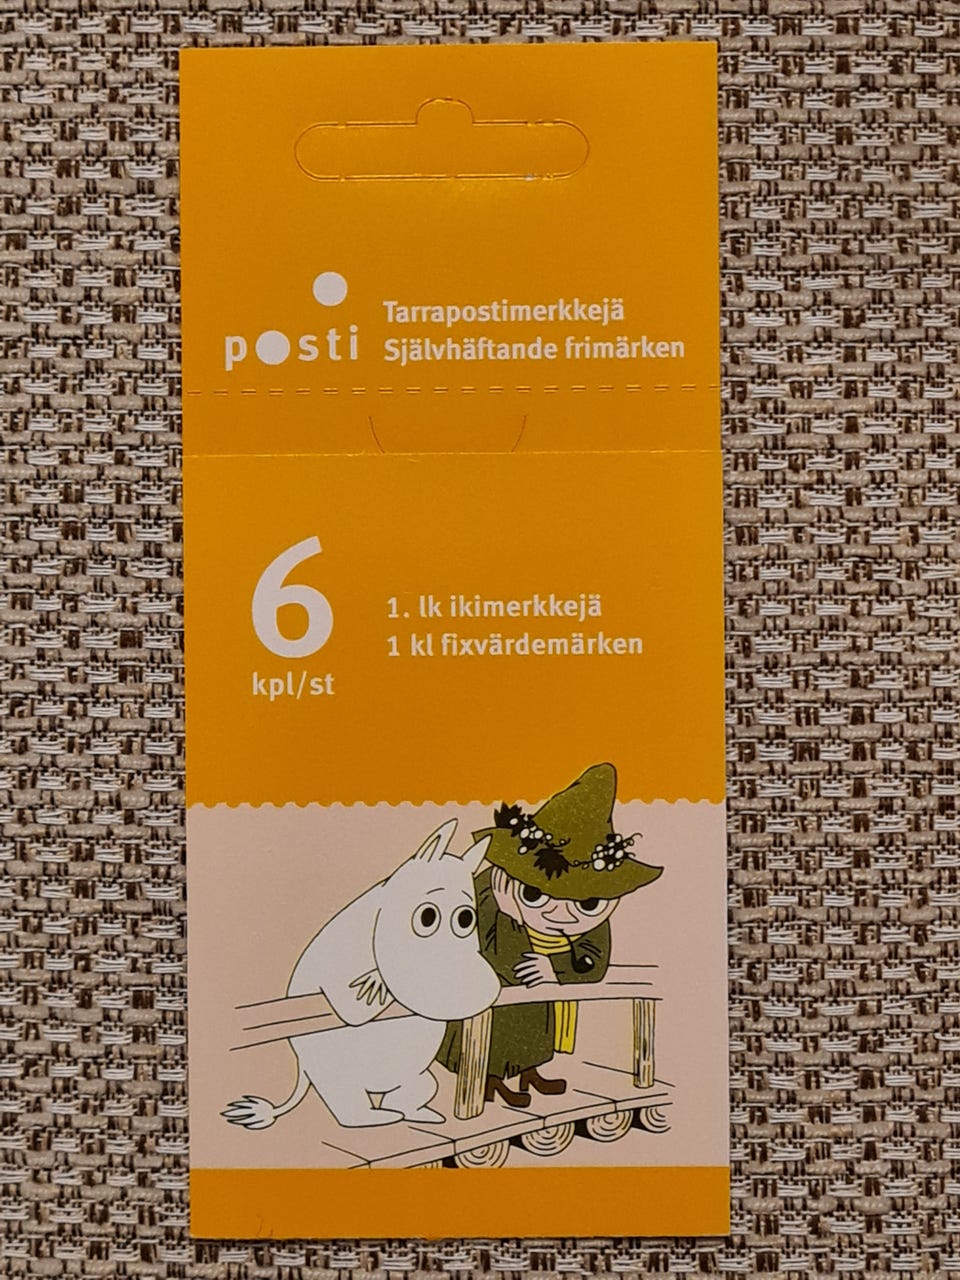 posti
Tarrapostimerkkejä
Självhäftande frimärken
6
kpl/st
1. lk ikimerkkejä
1 kl fixvärdemärken